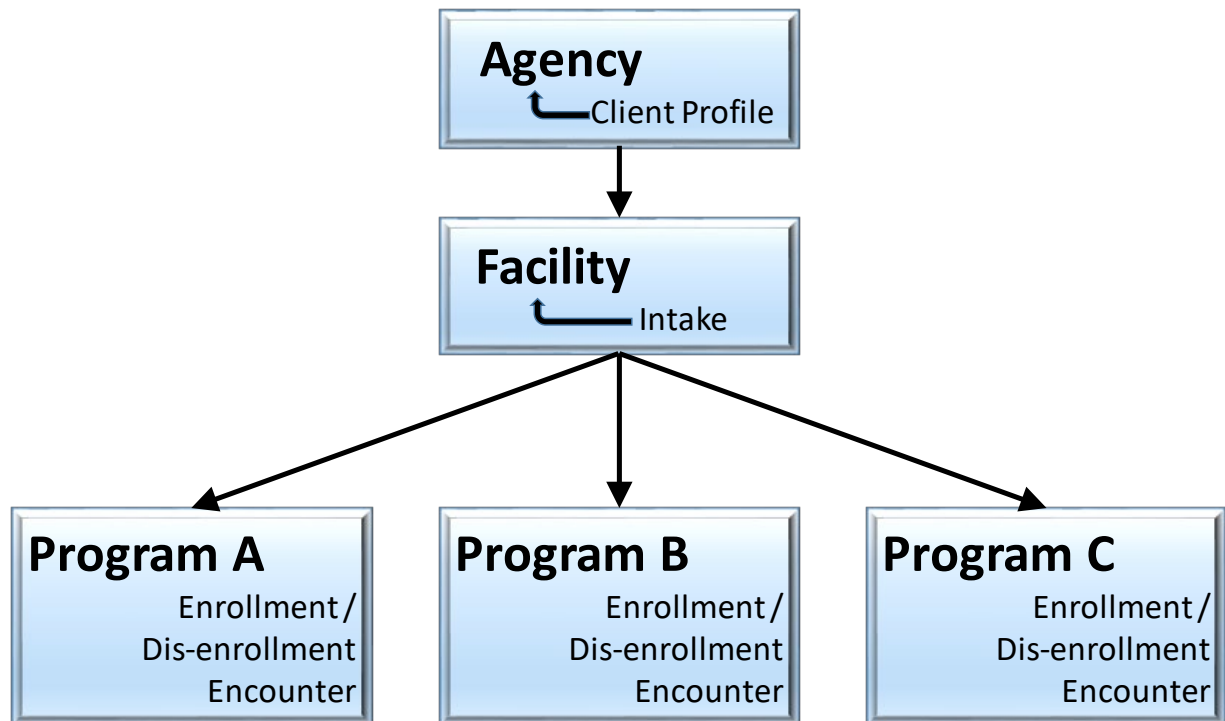 Agency
Client Profile
Facility
Intake
Program A
Enrollment /
Dis-enrollment
Encounter
Program B
Enrollment /
Dis-enrollment
Encounter
Program C
Enrollment /
Dis-enrollment
Encounter